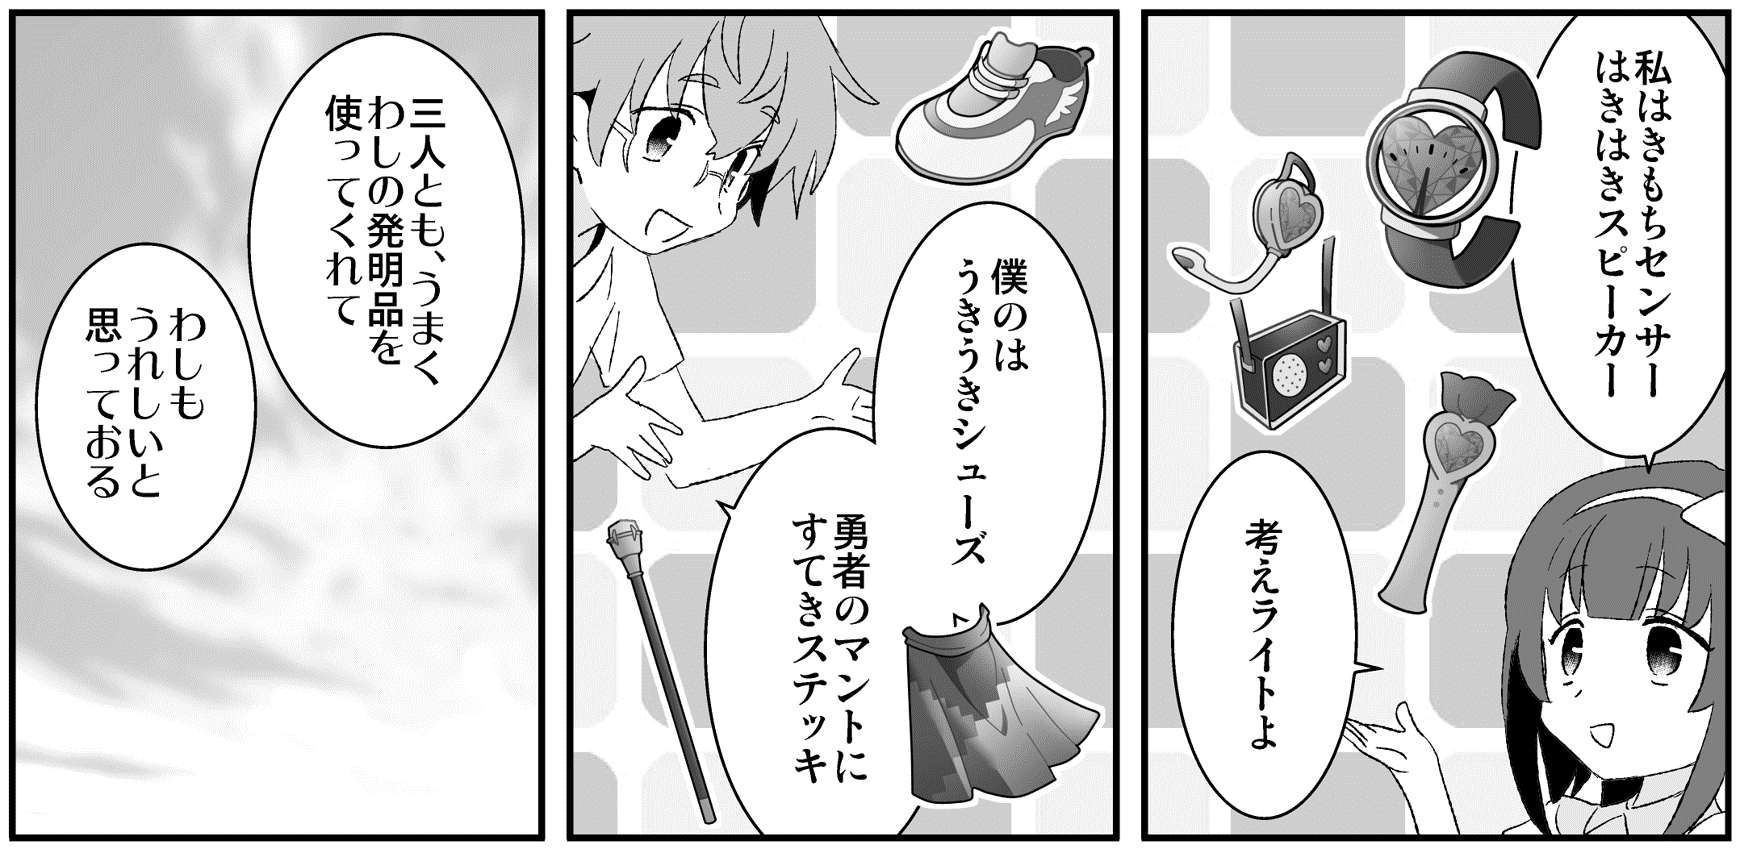 私はきもちセンサー
はきはきスピーカー
考えライトよ
僕のは
うきうきシューズ
勇者のマントに
すてきステッキ
三人とも、うまく
わしの発明品を
使ってくれて
わしも
うれしいと
思っておる